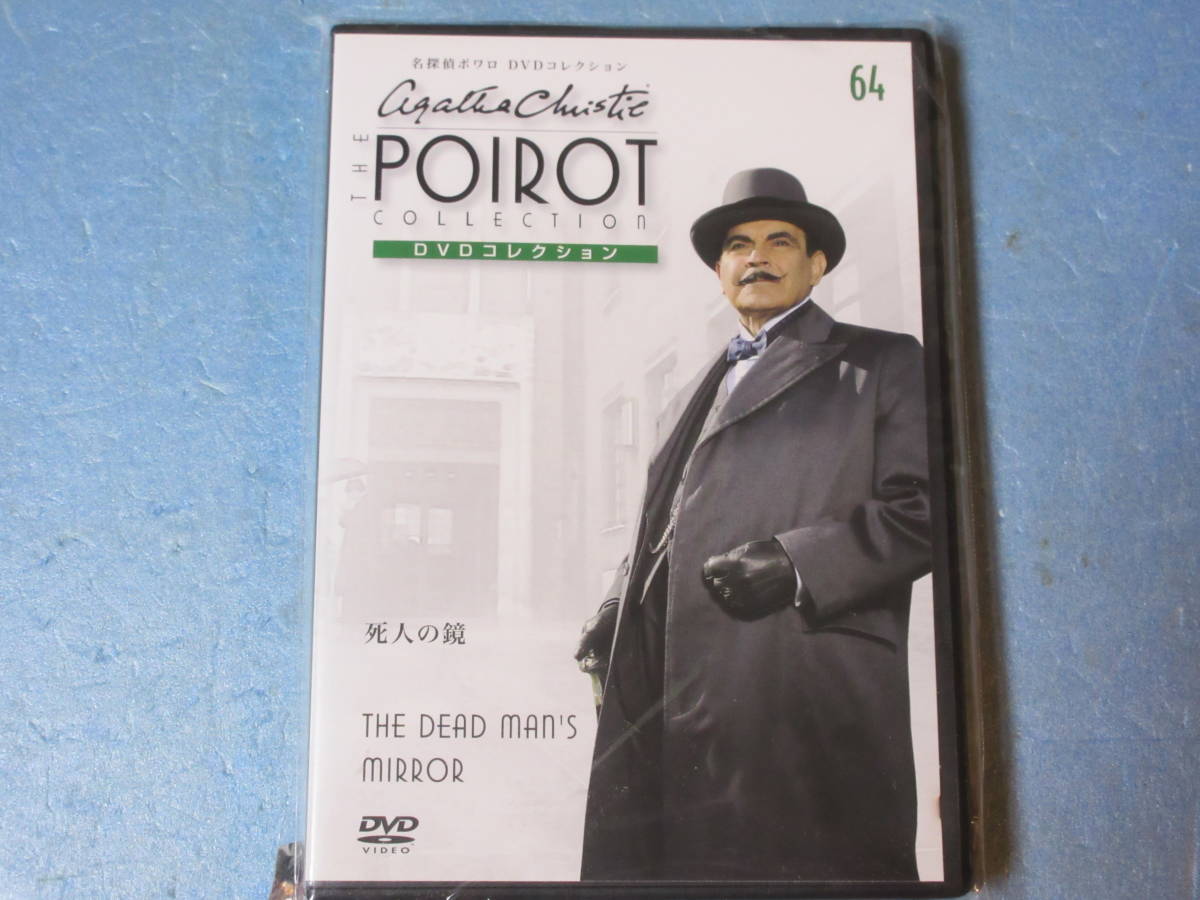 名探偵ポワロ DVDコレクション
64
Agatha Christie
THE
POIROT
COLLECTION
DVDコレクション
死人の鏡
THE DEAD MAN'S
MIRROR
DVD
VIDEO